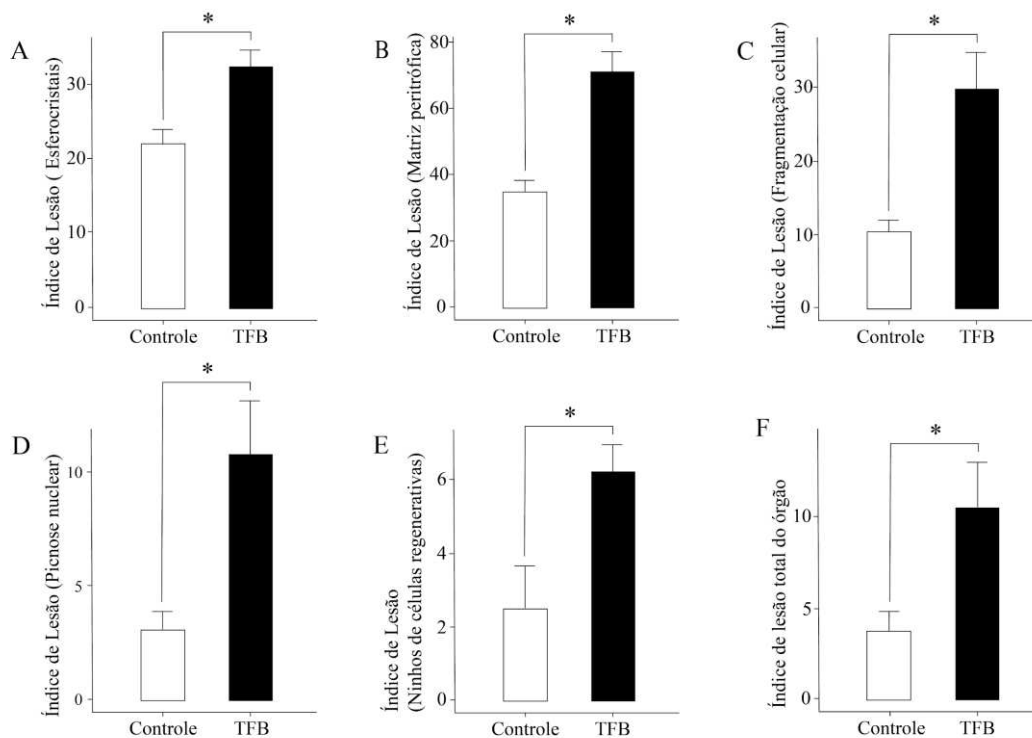 A
*
Índice de Lesão ( Esferocristais)
30
20
10
0
Controle
TFB
B
*
Índice de Lesão (Matriz peritrófica)
80
60
40
20
0
Controle
TFB
C
*
Índice de Lesão (Fragmentação celular)
30
20
10
0
Controle
TFB
D
*
Índice de Lesão (Picnose nuclear)
10
5
0
Controle
TFB
E
*
Índice de Lesão
(Ninhos de células regenerativas)
6
4
2
0
Controle
TFB
F
*
Índice de lesão total do órgão
10
5
0
Controle
TFB